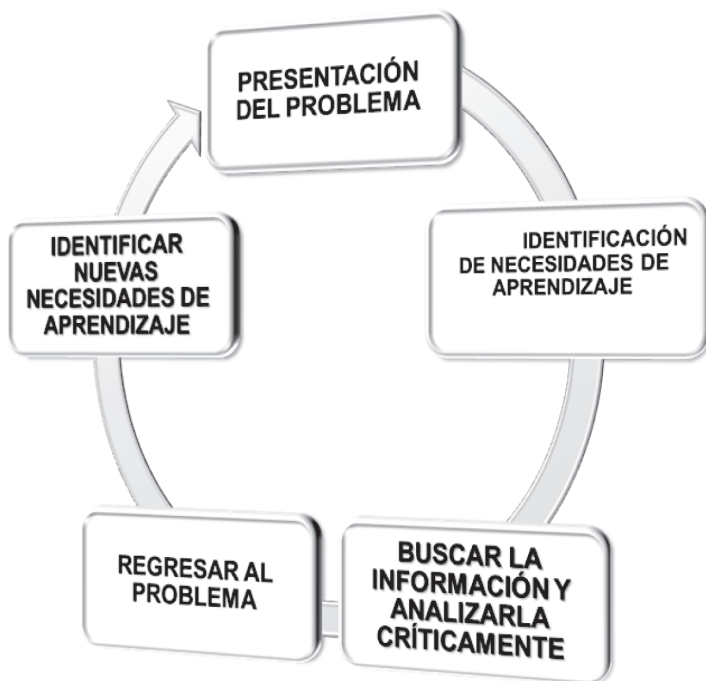 PRESENTACIÓN
DEL PROBLEMA
IDENTIFICACIÓN
DE NECESIDADES DE
APRENDIZAJE
BUSCAR LA
INFORMACIÓN Y
ANALIZARLA
CRÍTICAMENTE
REGRESAR AL
PROBLEMA
IDENTIFICAR
NUEVAS
NECESIDADES DE
APRENDIZAJE